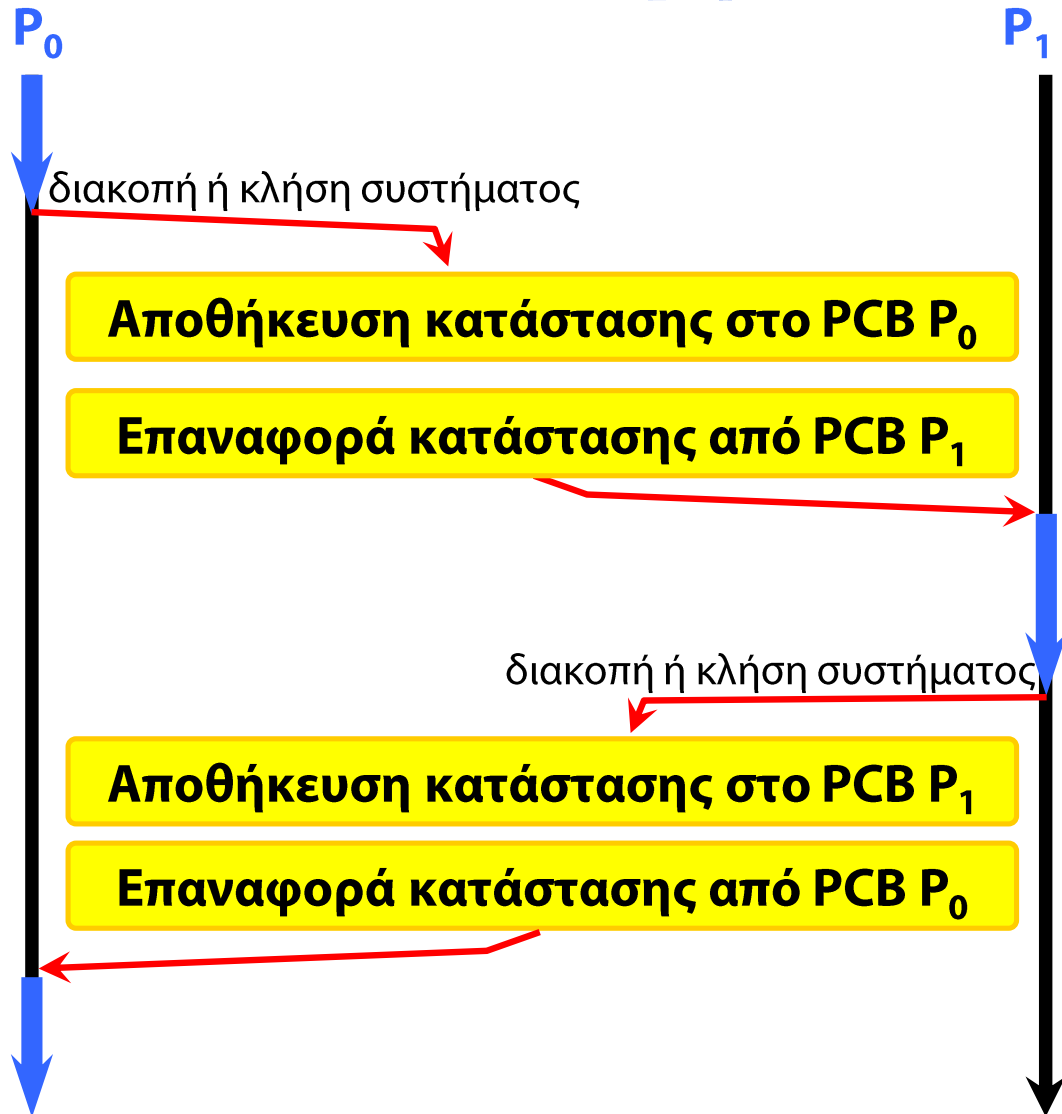 P0
P1
διακοπή ή κλήση συστήματος
Αποθήκευση κατάστασης στο PCB P0
Επαναφορά κατάστασης από PCB P1
διακοπή ή κλήση συστήματος
Αποθήκευση κατάστασης στο PCB P1
Επαναφορά κατάστασης από PCB P0